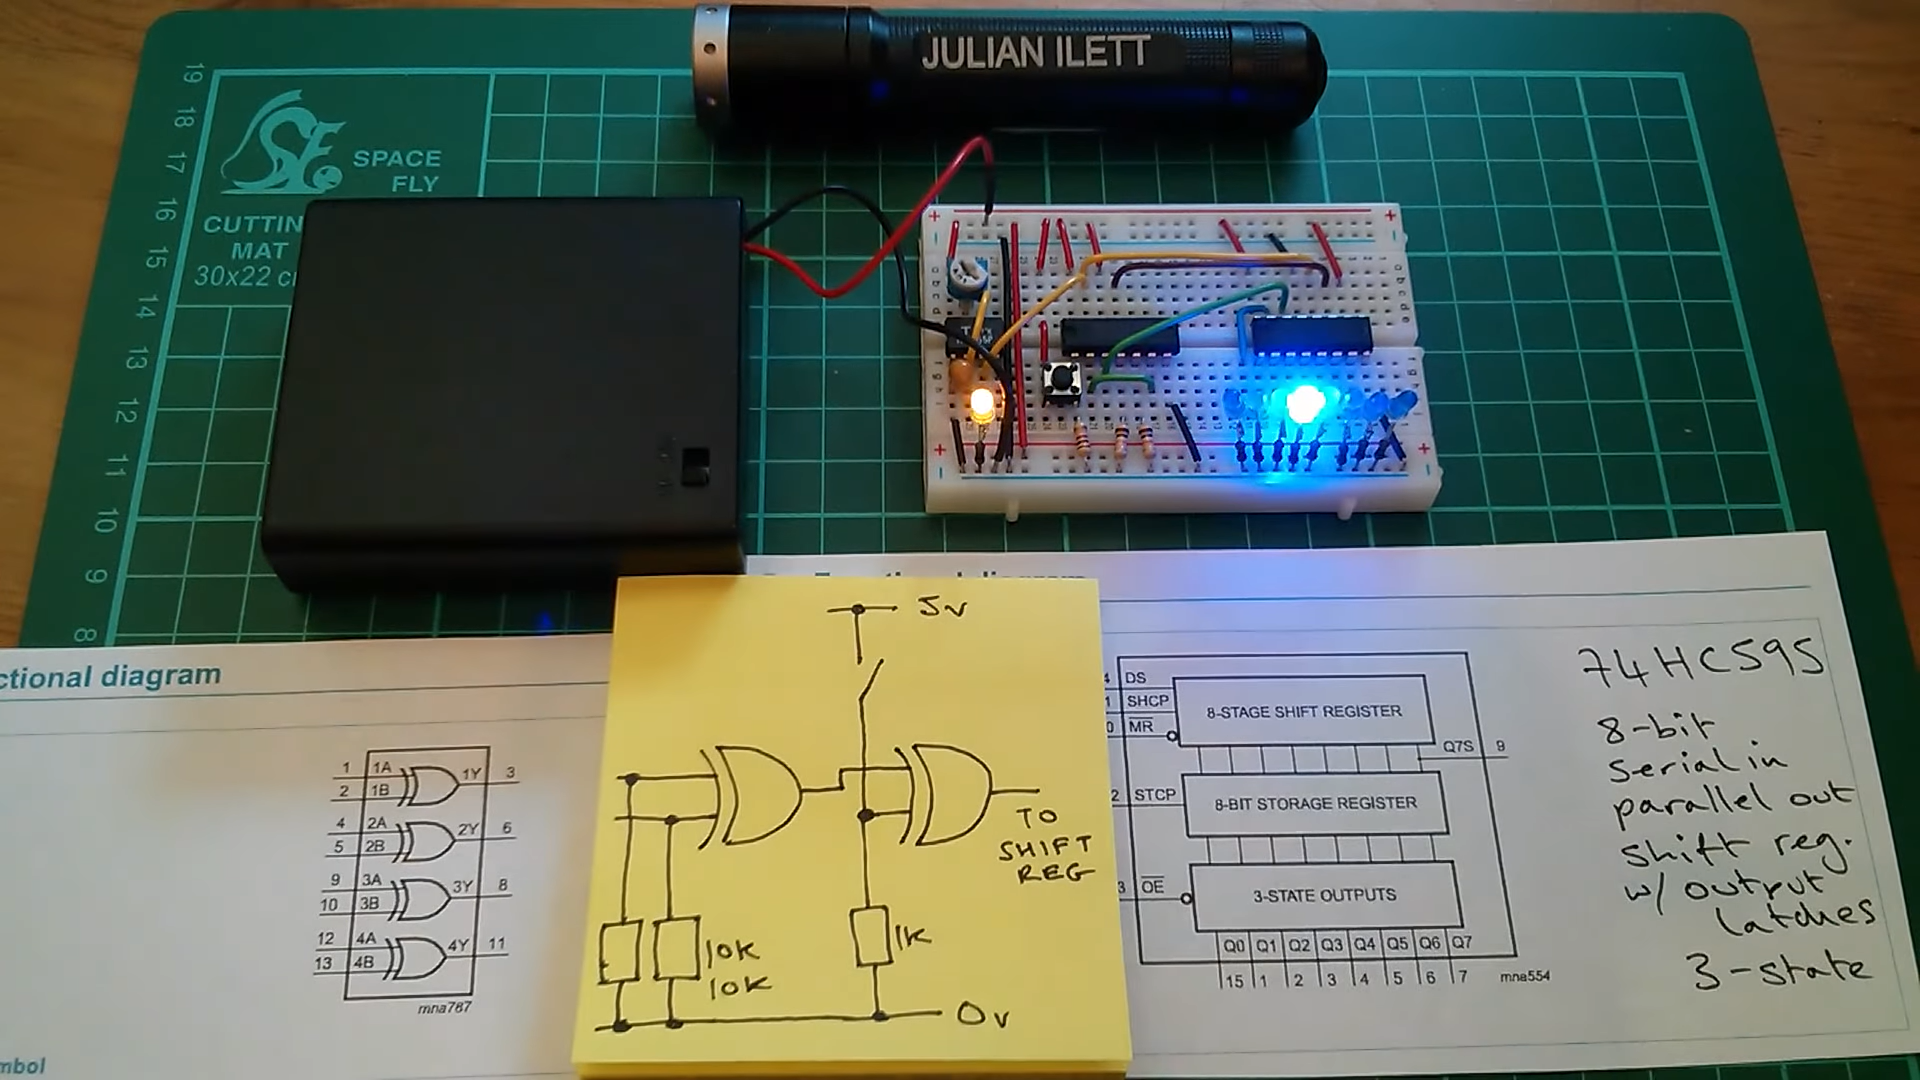 JULIAN ILETT
19
18
17
16
15
14
13
12
11
10
9
8
SPACE
FLY
CUTTIN
MAT
30x22 c
ctional diagram
1 1A 1Y 3
2 1B
4 2A 2Y 6
5 2B
9 3A 3Y 8
10 3B
12 4A 4Y 11
13 4B
mna787
mbol
5v
TO
SHIFT
REG
10K
10K
1K
0v
DS
SHCP
MR
8-STAGE SHIFT REGISTER
Q7S 9
2 STCP
8-BIT STORAGE REGISTER
3 OE
3-STATE OUTPUTS
Q0 Q1 Q2 Q3 Q4 Q5 Q6 Q7
15 1 2 3 4 5 6 7
mna554
74HC595
8-bit
serial in
parallel out
shift reg.
w/ output
latches
3-state